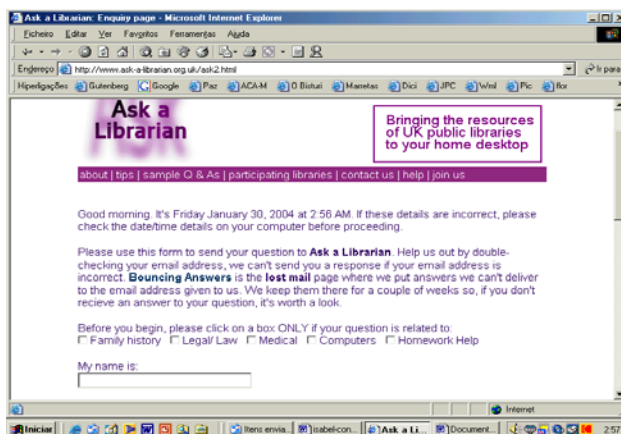 Ask a Librarian: Enquiry page - Microsoft Internet Explorer
Ficheiro Editar Ver Favoritos Ferramentas Ajuda
Endereço http://www.ask-a-librarian.org.uk/ask2.html Ir para
Hiperligações Gutenberg Google Paz ACA-M O Bisturi Marretas Dici JPC Wml Pic flor
Ask a
Librarian
Bringing the resources
of UK public libraries
to your home desktop
about | tips | sample Q & As | participating libraries | contact us | help | join us
Good morning. It's Friday January 30, 2004 at 2:56 AM. If these details are incorrect, please
check the date/time details on your computer before proceeding.
Please use this form to send your question to Ask a Librarian. Help us out by double-
checking your email address, we can't send you a response if your email address is
incorrect. Bouncing Answers is the lost mail page where we put answers we can't deliver
to the email address given to us. We keep them there for a couple of weeks so, if you don't
recieve an answer to your question, it's worth a look.
Before you begin, please click on a box ONLY if your question is related to:
Family history Legal/ Law Medical Computers Homework Help
My name is:
Internet
Iniciar Itens envia... isabel-con... Ask a Li... Document... 2:57